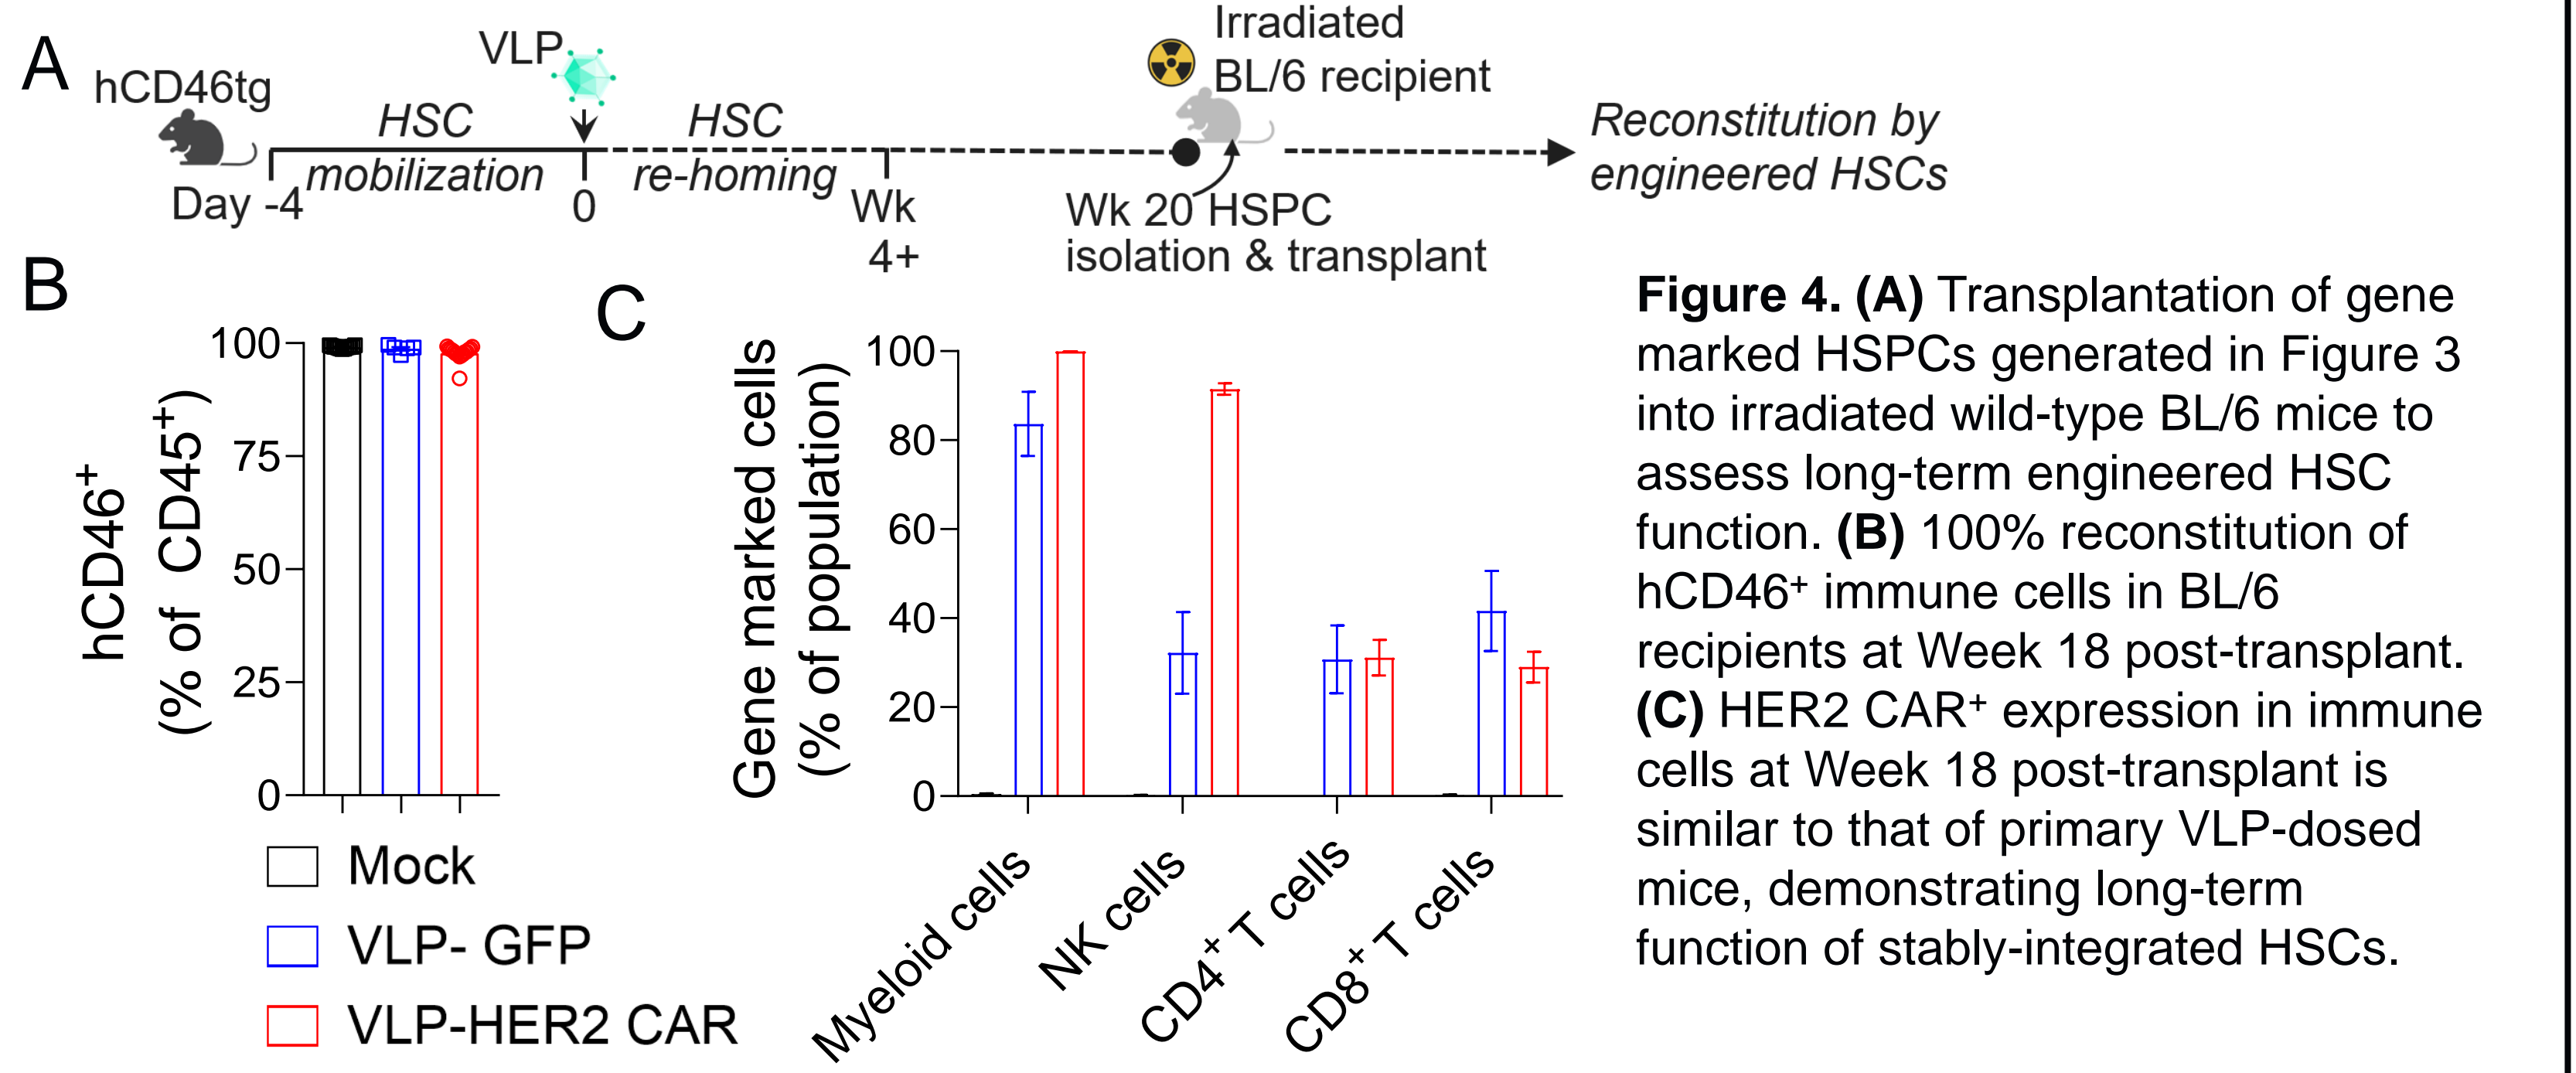 A
hCD46tg
VLP
HSC
mobilization
HSC
re-homing
Day -4
0
Wk
4+
Irradiated
BL/6 recipient
Wk 20 HSPC
isolation & transplant
Reconstitution by
engineered HSCs
B
hCD46⁺
(% of CD45⁺)
100
75
50
25
0
Mock
VLP- GFP
VLP-HER2 CAR
C
Gene marked cells
(% of population)
100
80
60
40
20
0
Myeloid cells
NK cells
CD4⁺ T cells
CD8⁺ T cells
Figure 4. (A) Transplantation of gene
marked HSPCs generated in Figure 3
into irradiated wild-type BL/6 mice to
assess long-term engineered HSC
function. (B) 100% reconstitution of
hCD46⁺ immune cells in BL/6
recipients at Week 18 post-transplant.
(C) HER2 CAR⁺ expression in immune
cells at Week 18 post-transplant is
similar to that of primary VLP-dosed
mice, demonstrating long-term
function of stably-integrated HSCs.